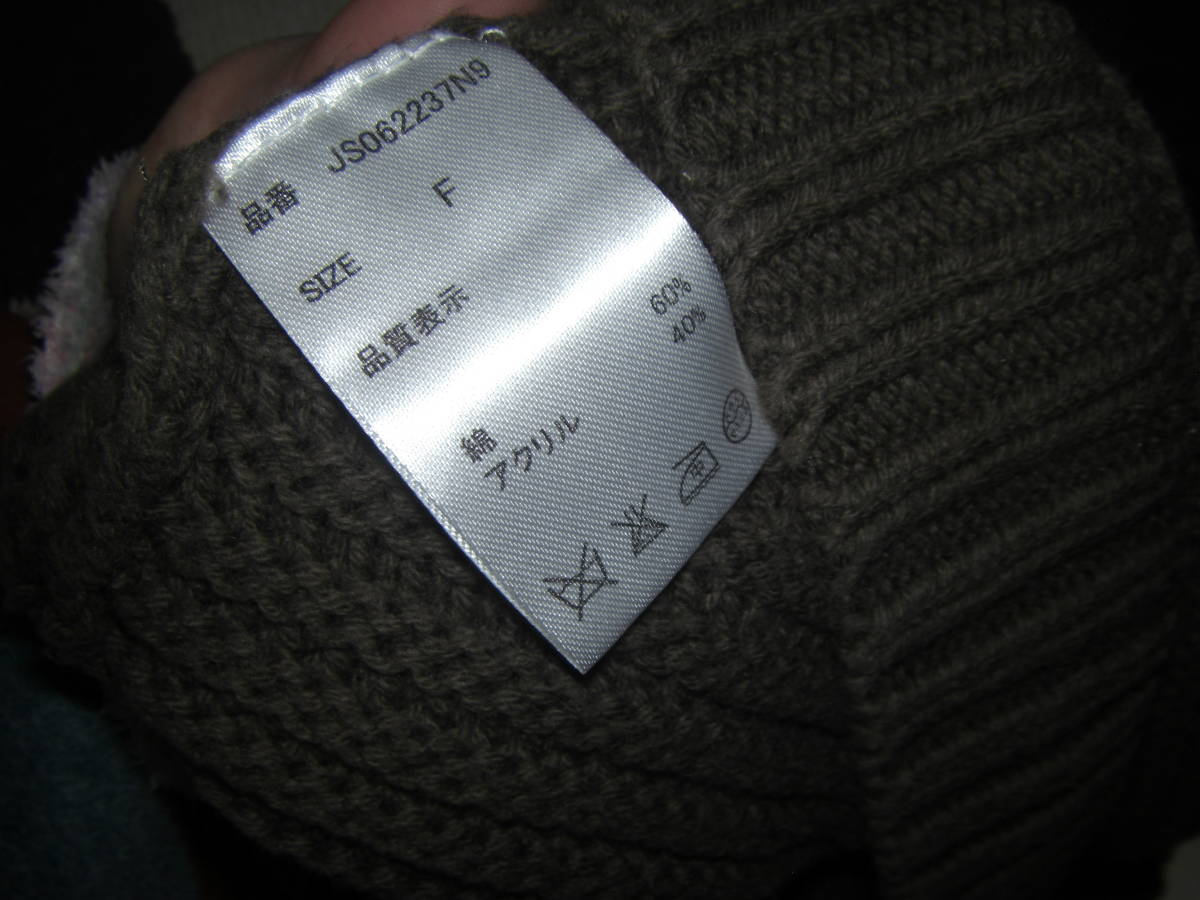 品番 JS062237N9
SIZE F
品質表示
綿 60%
アクリル 40%